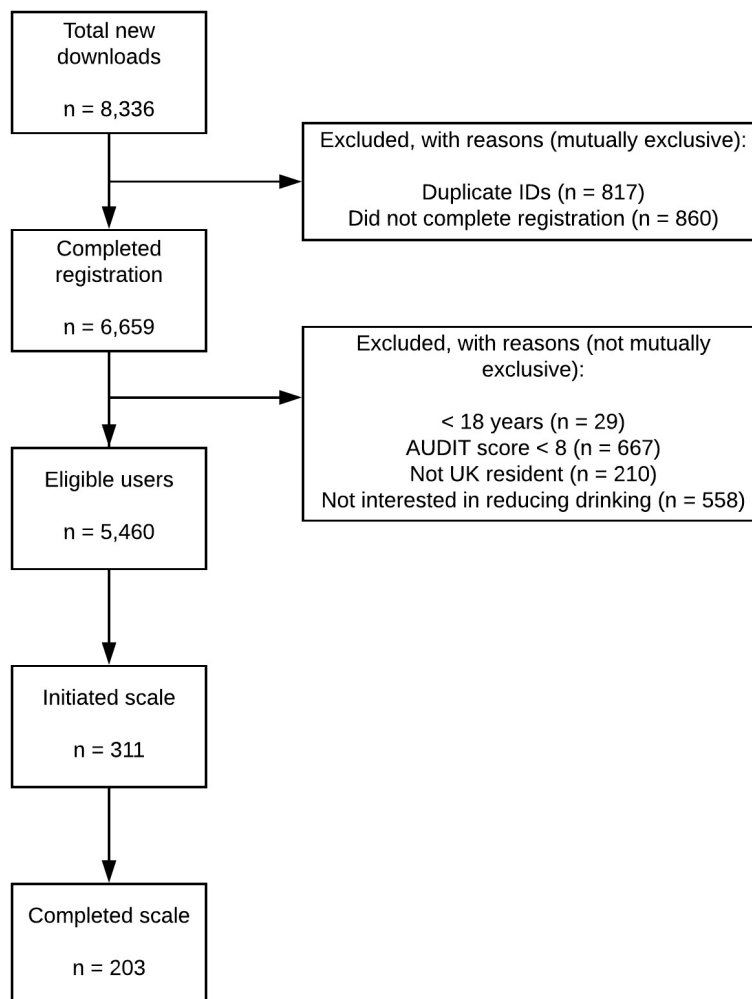 Total new
downloads
n = 8,336
Excluded, with reasons (mutually exclusive):
Duplicate IDs (n = 817)
Did not complete registration (n = 860)
Completed
registration
n = 6,659
Excluded, with reasons (not mutually
exclusive):
< 18 years (n = 29)
AUDIT score < 8 (n = 667)
Not UK resident (n = 210)
Not interested in reducing drinking (n = 558)
Eligible users
n = 5,460
Initiated scale
n = 311
Completed scale
n = 203